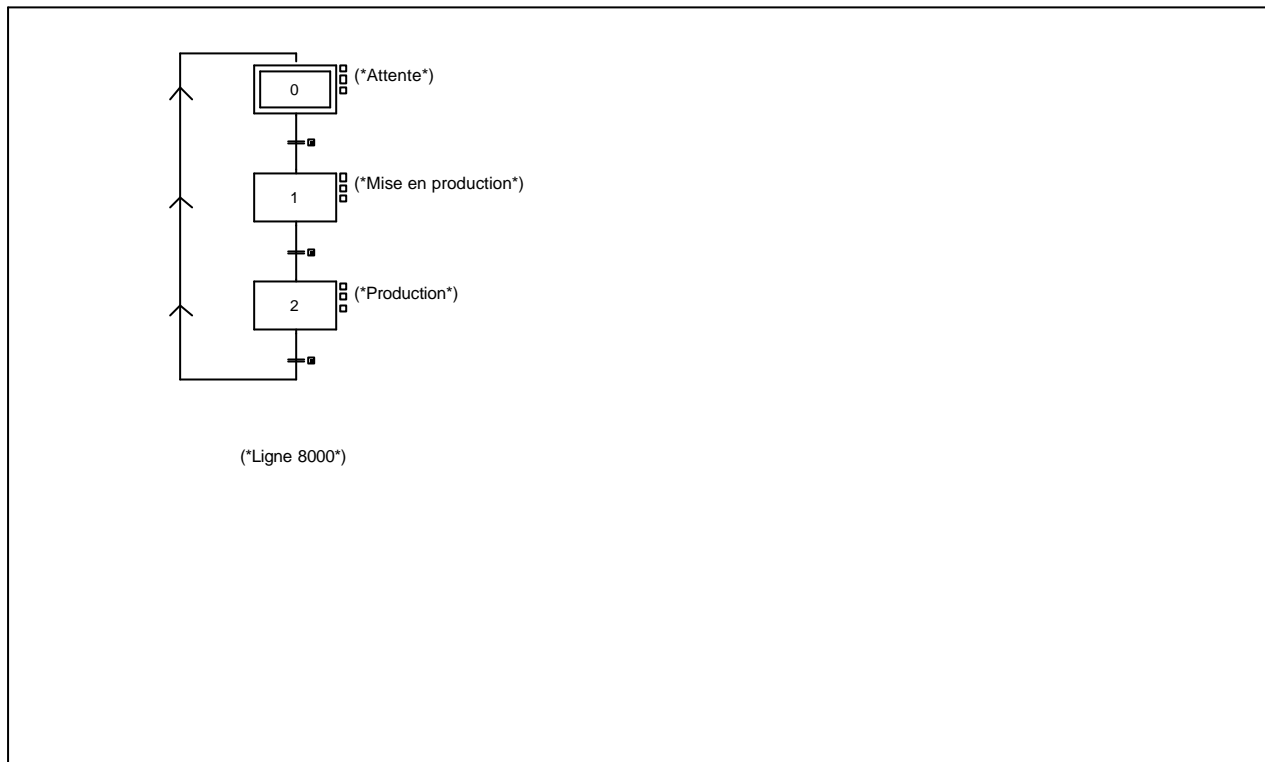 0
(*Attente*)
1
(*Mise en production*)
2
(*Production*)
(*Ligne 8000*)